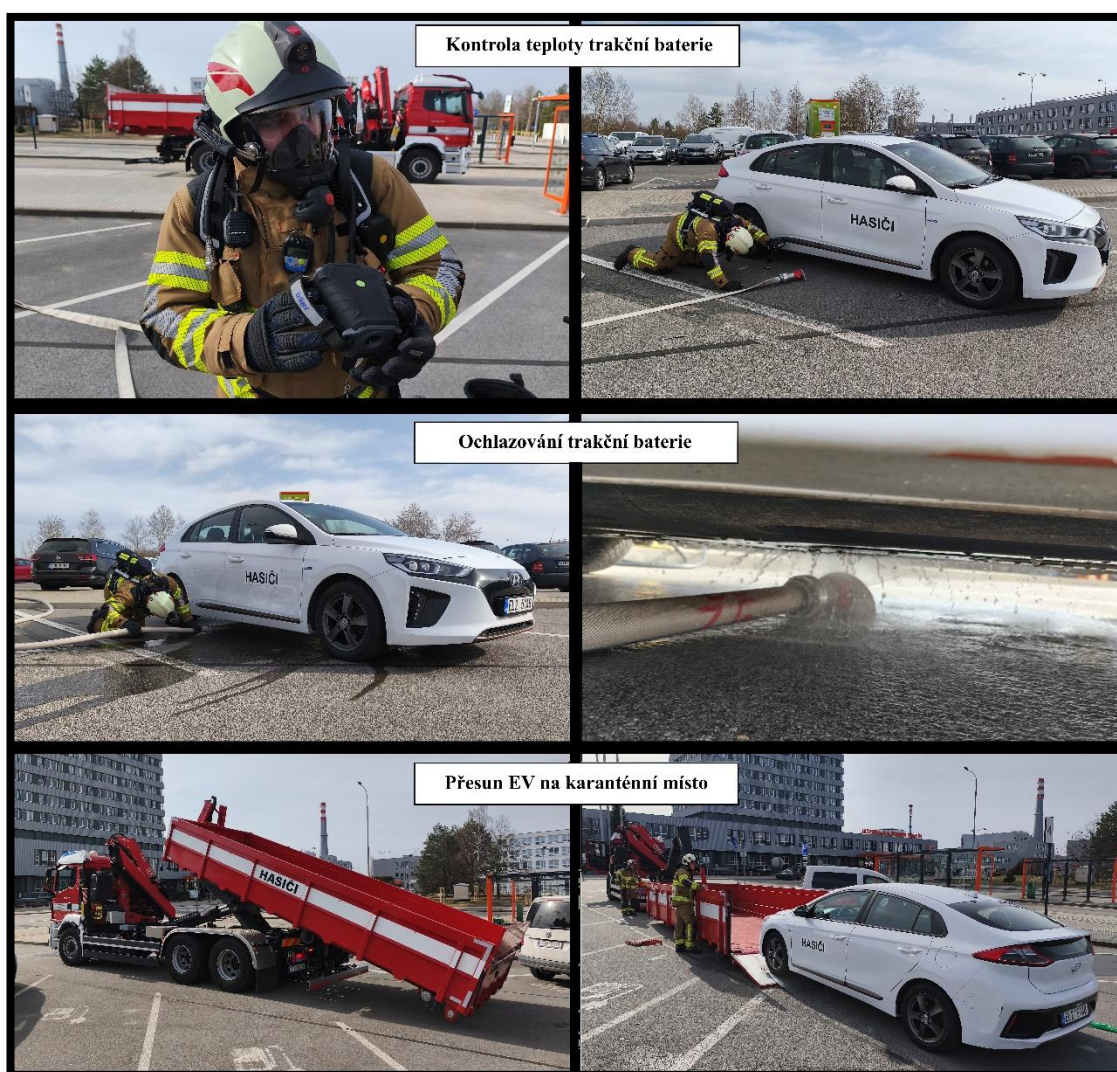 Kontrola teploty trakční baterie
HASIČI
Ochlazování trakční baterie
HASIČI
Přesun EV na karanténní místo
HASIČI
HASIČI